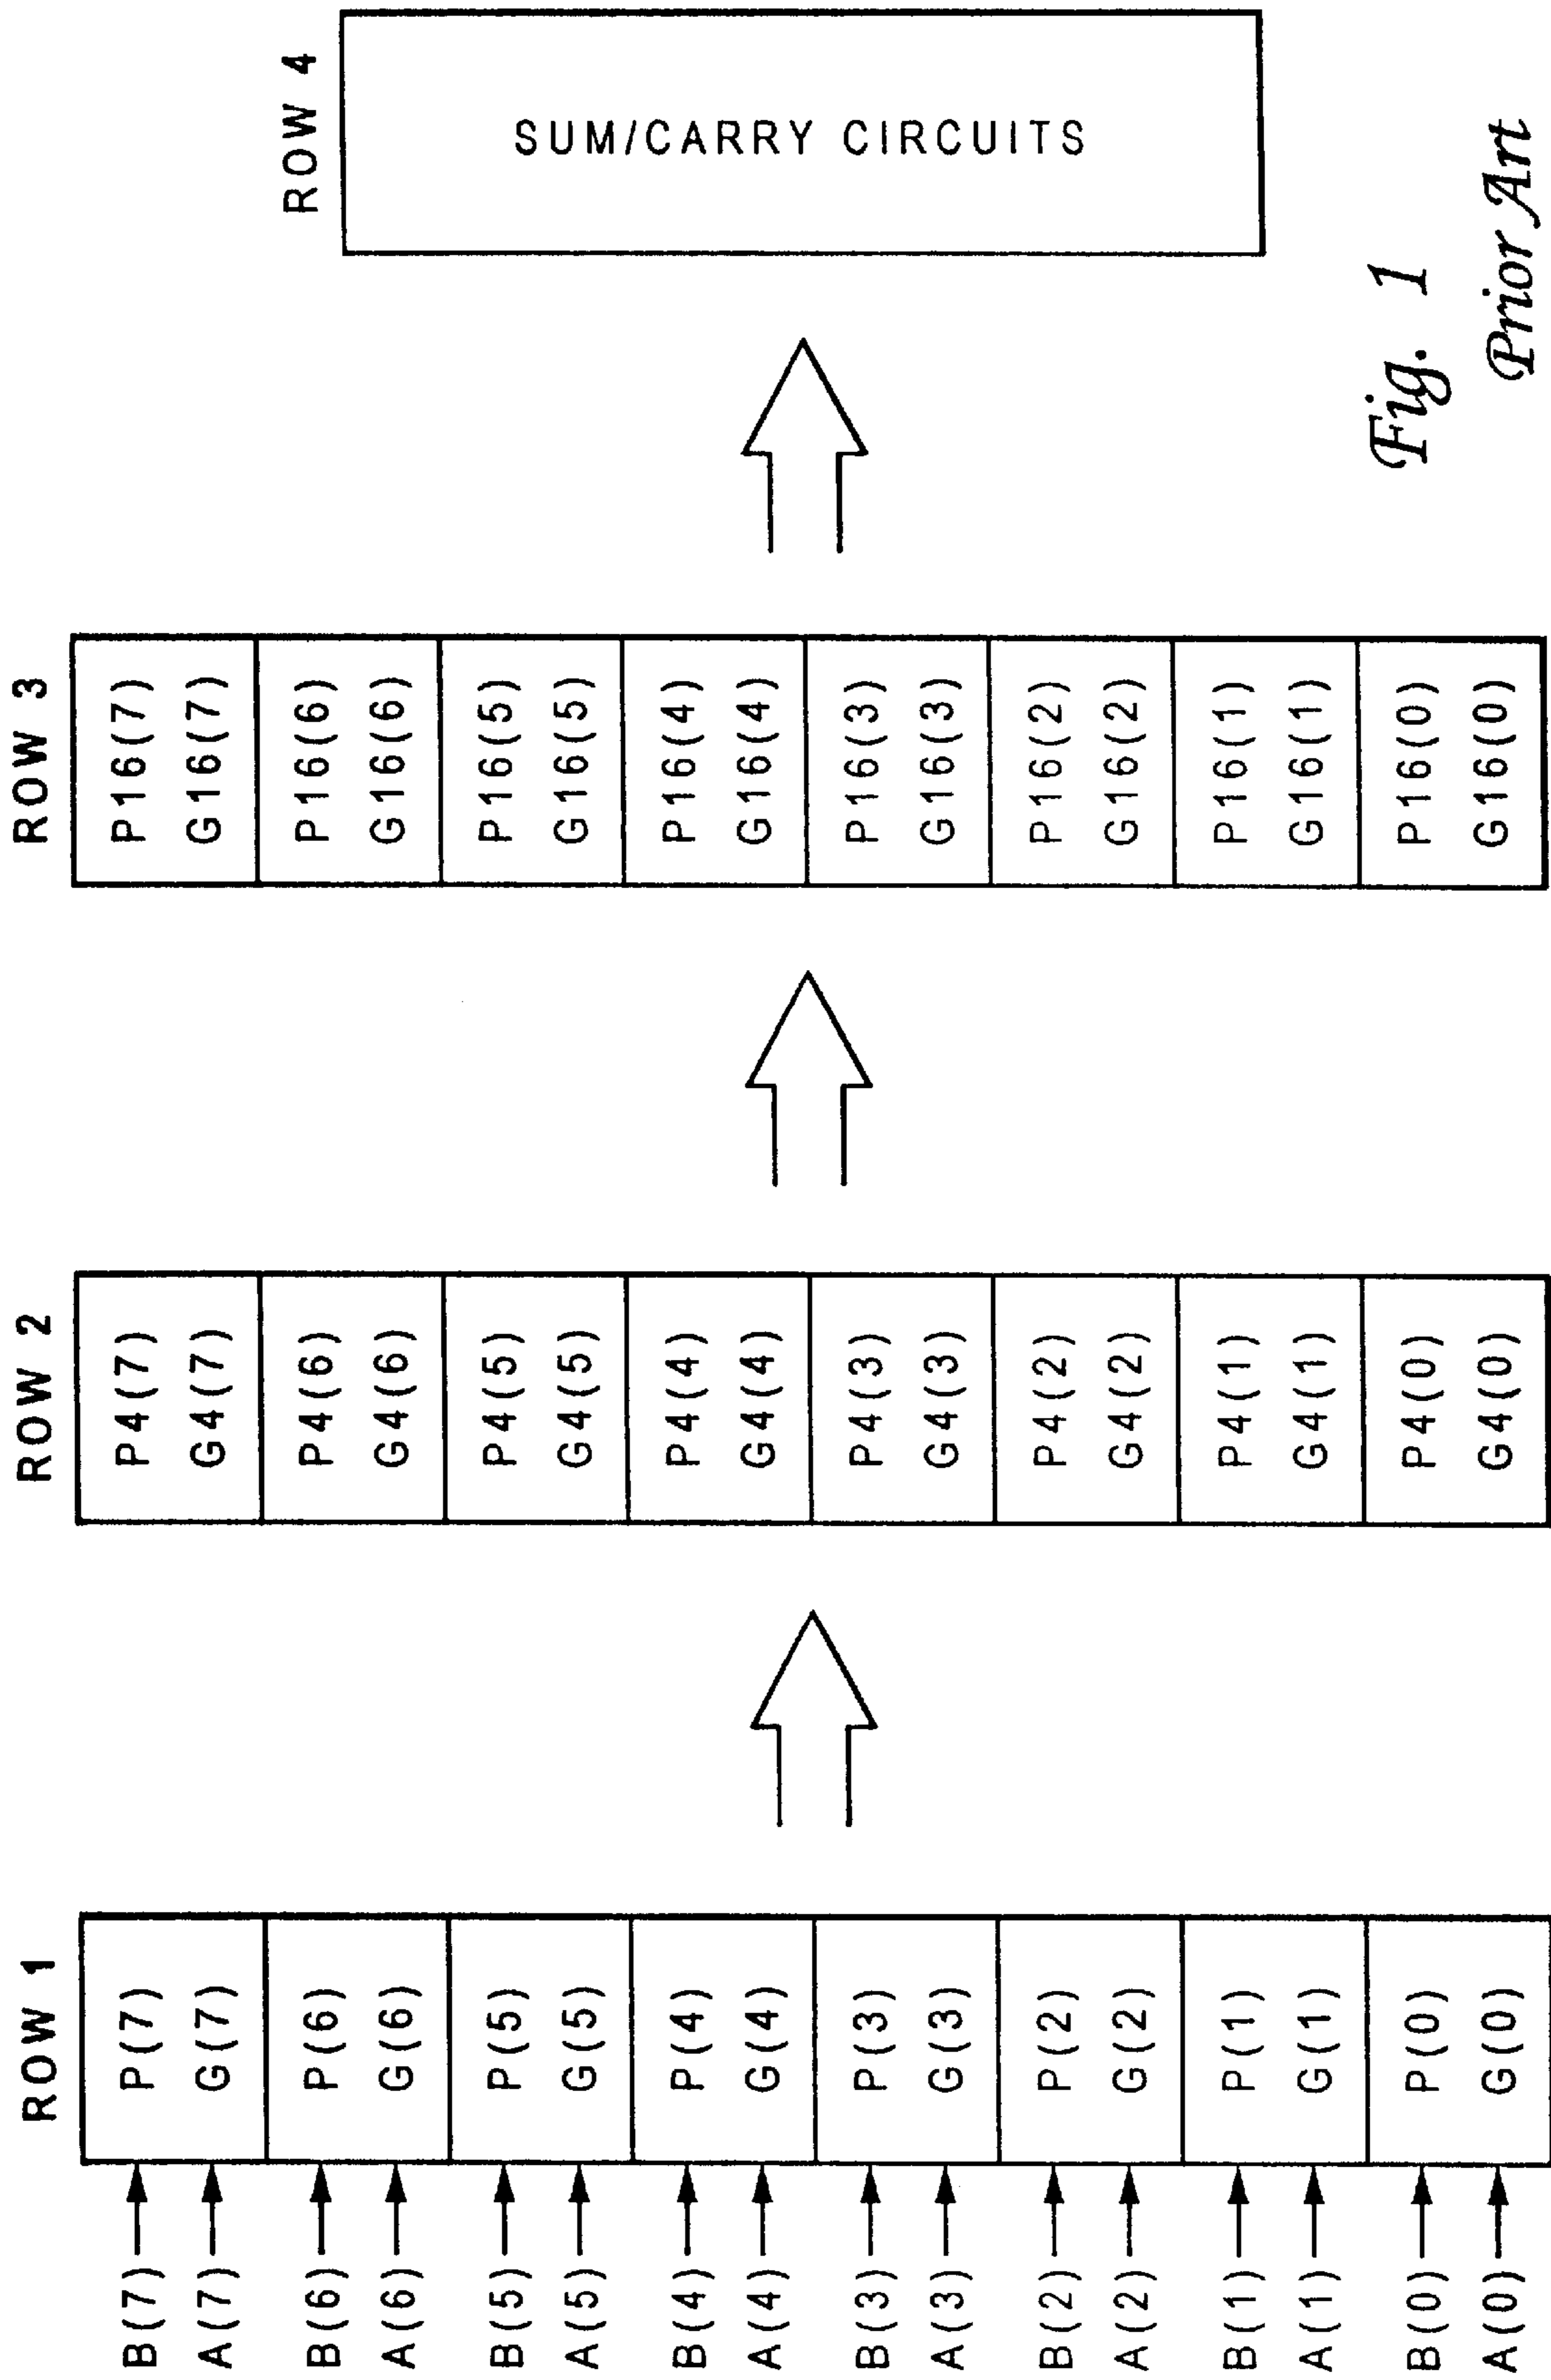 ROW 1
B(7)
A(7)
B(6)
A(6)
B(5)
A(5)
B(4)
A(4)
B(3)
A(3)
B(2)
A(2)
B(1)
A(1)
B(0)
A(0)
P(7)
G(7)
P(6)
G(6)
P(5)
G(5)
P(4)
G(4)
P(3)
G(3)
P(2)
G(2)
P(1)
G(1)
P(0)
G(0)
ROW 2
P4(7)
G4(7)
P4(6)
G4(6)
P4(5)
G4(5)
P4(4)
G4(4)
P4(3)
G4(3)
P4(2)
G4(2)
P4(1)
G4(1)
P4(0)
G4(0)
ROW 3
P16(7)
G16(7)
P16(6)
G16(6)
P16(5)
G16(5)
P16(4)
G16(4)
P16(3)
G16(3)
P16(2)
G16(2)
P16(1)
G16(1)
P16(0)
G16(0)
ROW 4
SUM/CARRY CIRCUITS
Fig. 1
Prior Art